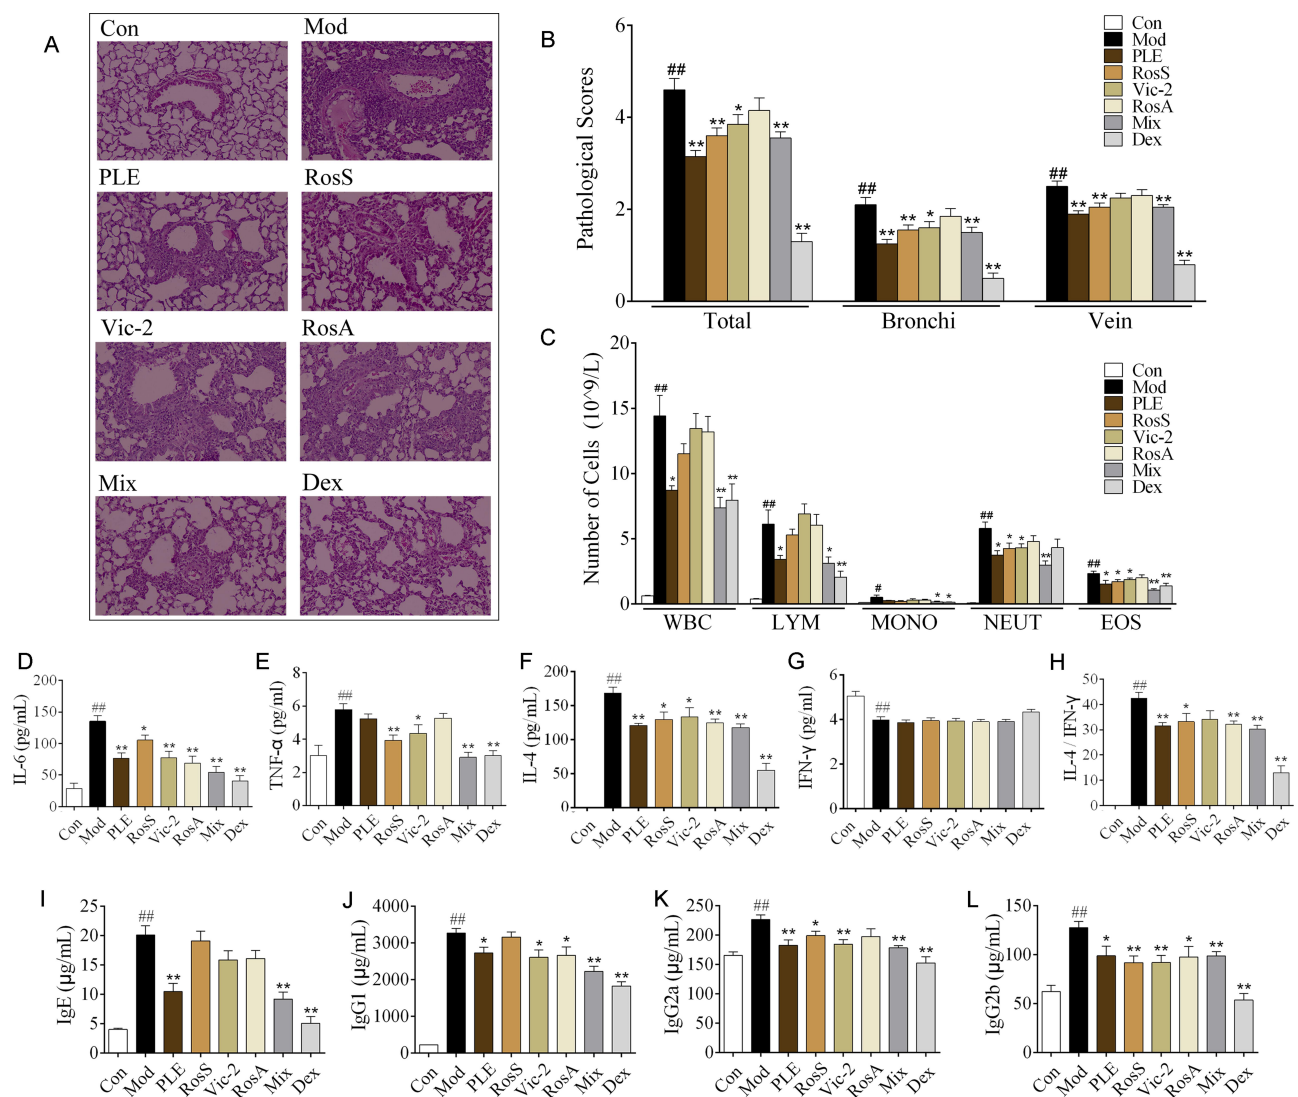 A
Con
Mod
PLE
RosS
Vic-2
RosA
Mix
Dex
B
Pathological Scores
6
4
2
0
##
**
**
*
**
**
##
**
**
*
**
**
##
**
**
**
**
Total
Bronchi
Vein
Con
Mod
PLE
RosS
Vic-2
RosA
Mix
Dex
C
Number of Cells (10^9/L)
20
15
10
5
0
##
*
**
**
##
*
*
**
#
*
*
##
*
*
*
**
##
*
*
*
**
**
WBC
LYM
MONO
NEUT
EOS
Con
Mod
PLE
RosS
Vic-2
RosA
Mix
Dex
D
IL-6 (pg/mL)
200
150
100
50
0
##
**
*
**
**
**
**
Con
Mod
PLE
RosS
Vic-2
RosA
Mix
Dex
E
TNF-α (pg/ml)
8
6
4
2
0
##
**
*
**
**
Con
Mod
PLE
RosS
Vic-2
RosA
Mix
Dex
F
IL-4 (pg/mL)
200
150
100
50
0
##
**
*
*
**
**
**
Con
Mod
PLE
RosS
Vic-2
RosA
Mix
Dex
G
IFN-γ (pg/ml)
6
4
2
0
##
Con
Mod
PLE
RosS
Vic-2
RosA
Mix
Dex
H
IL-4 / IFN-γ
50
40
30
20
10
0
##
**
*
**
**
**
Con
Mod
PLE
RosS
Vic-2
RosA
Mix
Dex
I
IgE (μg/mL)
25
20
15
10
5
0
##
**
**
**
Con
Mod
PLE
RosS
Vic-2
RosA
Mix
Dex
J
IgG1 (μg/mL)
4000
3000
2000
1000
0
##
*
*
*
**
**
Con
Mod
PLE
RosS
Vic-2
RosA
Mix
Dex
K
IgG2a (μg/mL)
250
200
150
100
50
0
##
**
*
**
**
**
Con
Mod
PLE
RosS
Vic-2
RosA
Mix
Dex
L
IgG2b (μg/mL)
150
100
50
0
##
*
**
**
*
**
**
Con
Mod
PLE
RosS
Vic-2
RosA
Mix
Dex